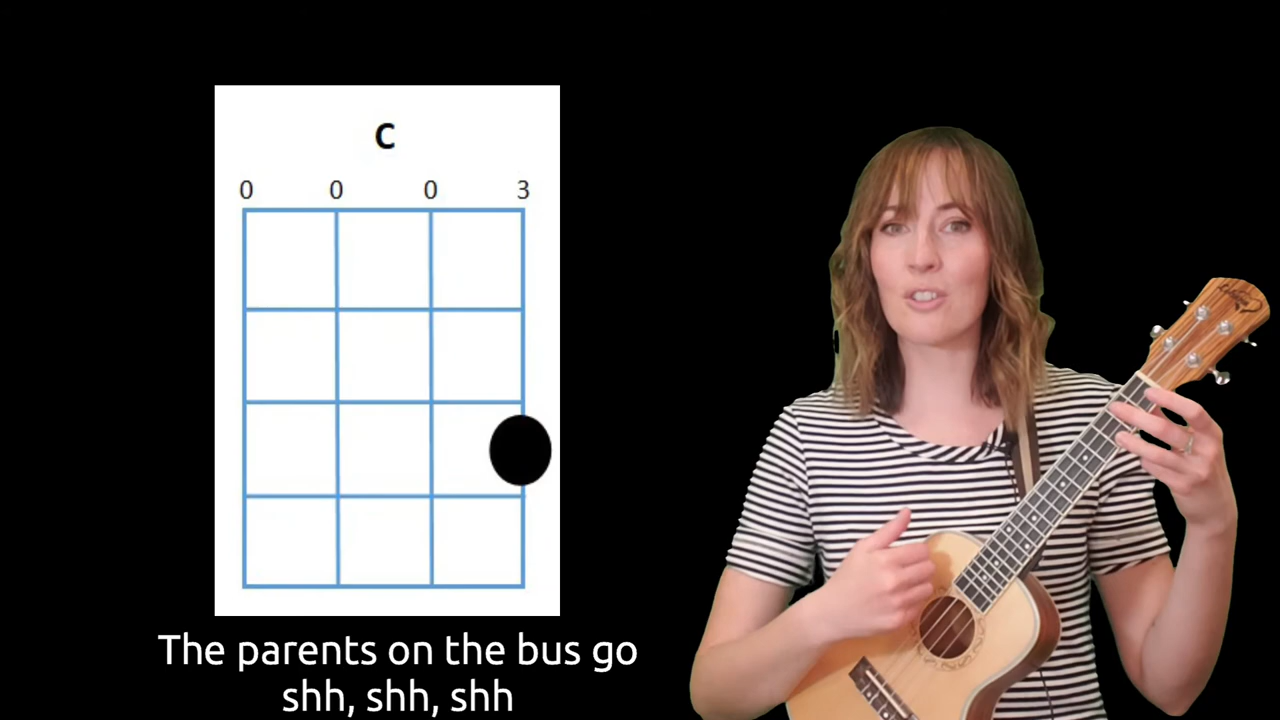 C
0 0 0 3
The parents on the bus go
shh, shh, shh